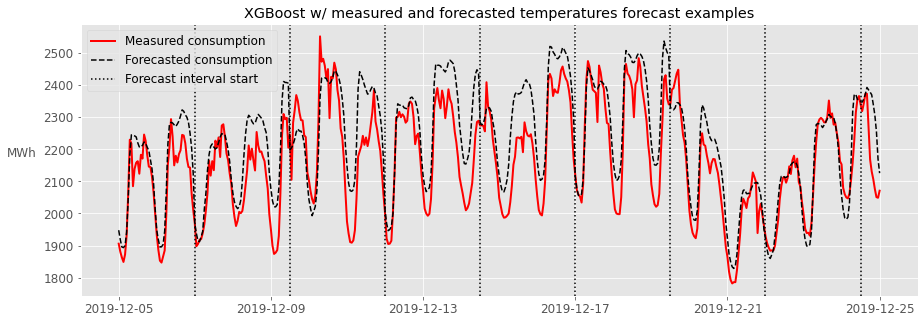 XGBoost w/ measured and forecasted temperatures forecast examples
Measured consumption
Forecasted consumption
Forecast interval start
2500
2400
2300
2200
2100
2000
1900
1800
MWh
2019-12-05
2019-12-09
2019-12-13
2019-12-17
2019-12-21
2019-12-25